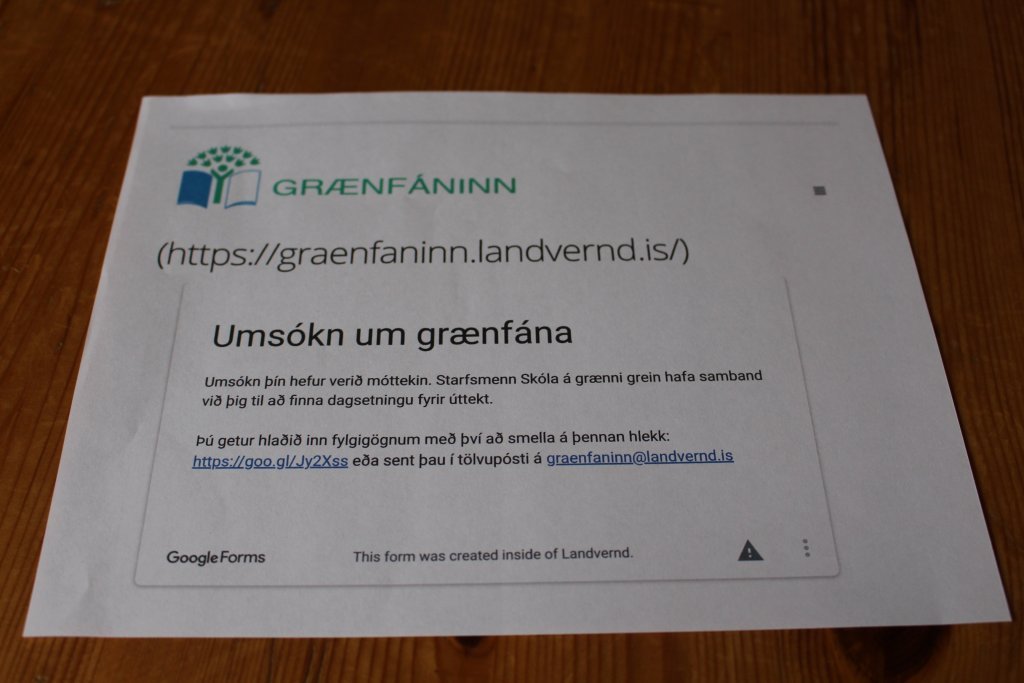 GRÆNFÁNINN
(https://graenfaninn.landvernd.is/)
Umsókn um grænfána
Umsókn þín hefur verið móttekin. Starfsmenn Skóla á grænni grein hafa samband
við þig til að finna dagsetningu fyrir úttekt.
Þú getur hlaðið inn fylgigögnum með því að smella á þennan hlekk:
https://goo.gl/Jy2Xss eða sent þau í tölvupósti á graenfaninn@landvernd.is
Google Forms
This form was created inside of Landvernd.